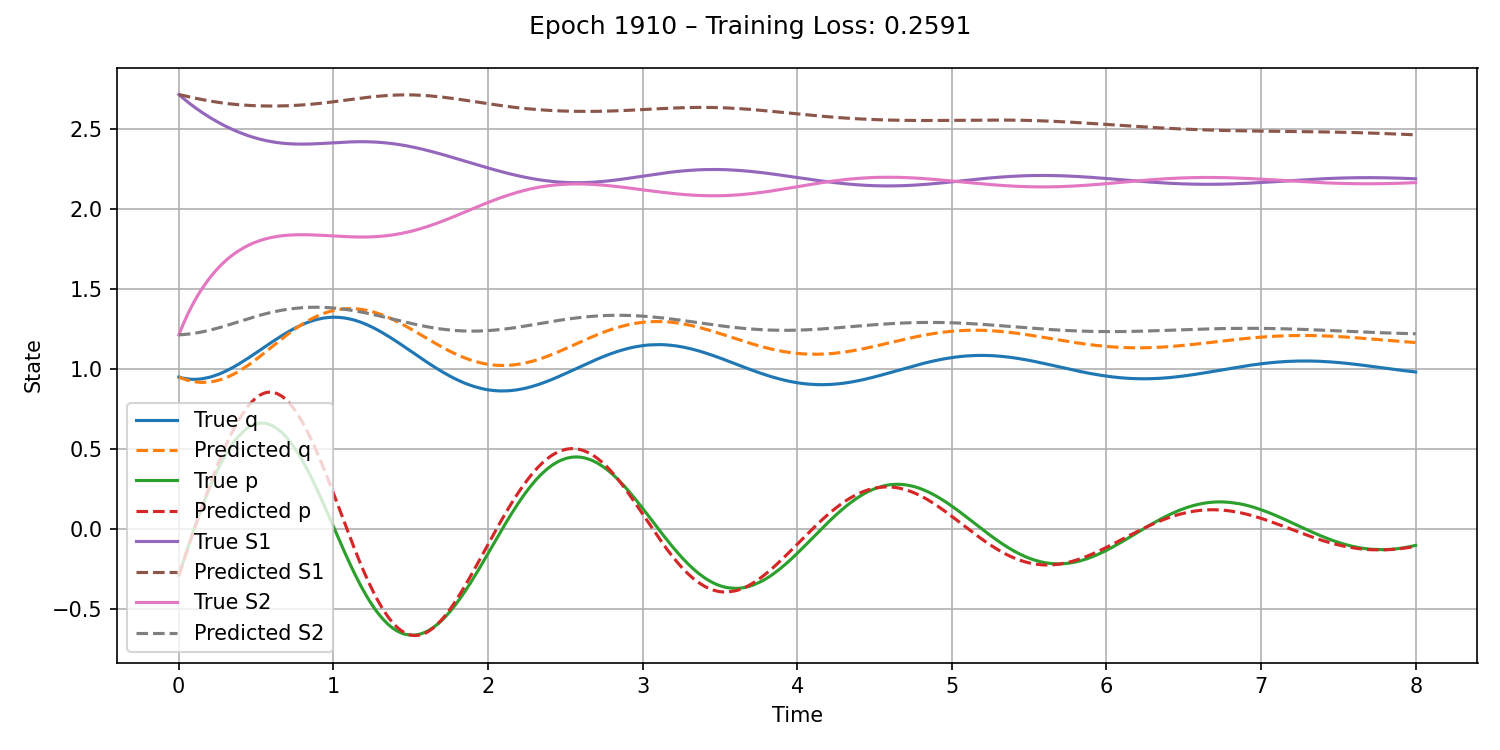 Epoch 1910 – Training Loss: 0.2591
State
2.5
2.0
1.5
1.0
0.5
0.0
−0.5
True q
Predicted q
True p
Predicted p
True S1
Predicted S1
True S2
Predicted S2
0 1 2 3 4 5 6 7 8
Time